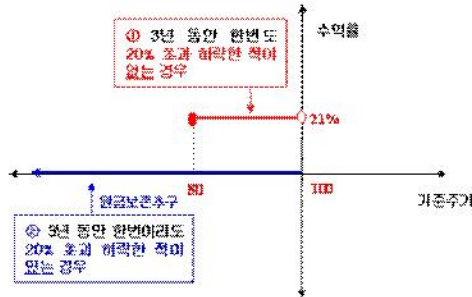 ① 3년 동안 한번도
20% 초과 하락한 적이
없는 경우
수익률
21%
80
100
기준주가
원금보존추구
② 3년 동안 한번이라도
20% 초과 하락한 적이
있는 경우